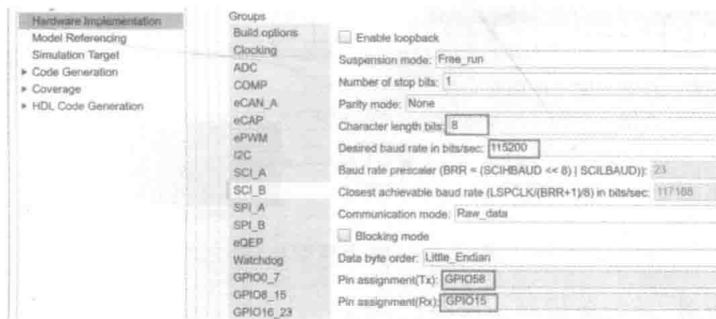 Hardware Implementation
Model Referencing
Simulation Target
Code Generation
Coverage
HDL Code Generation
Groups
Build options
Clocking
ADC
COMP
eCAN_A
eCAP
ePWM
I2C
SCI_A
SCI_B
SPI_A
SPI_B
eQEP
Watchdog
GPIO0_7
GPIO8_15
GPIO16_23
Enable loopback
Suspension mode: Free_run
Number of stop bits: 1
Parity mode: None
Character length bits: 8
Desired baud rate in bits/sec: 115200
Baud rate prescaler (BRR = (SCIHBAUD << 8) | SCILBAUD)): 23
Closest achievable baud rate (LSPCLK/(BRR+1)/8) in bits/sec: 117188
Communication mode: Raw_data
Blocking mode
Data byte order: Little_Endian
Pin assignment(Tx): GPIO58
Pin assignment(Rx): GPIO15